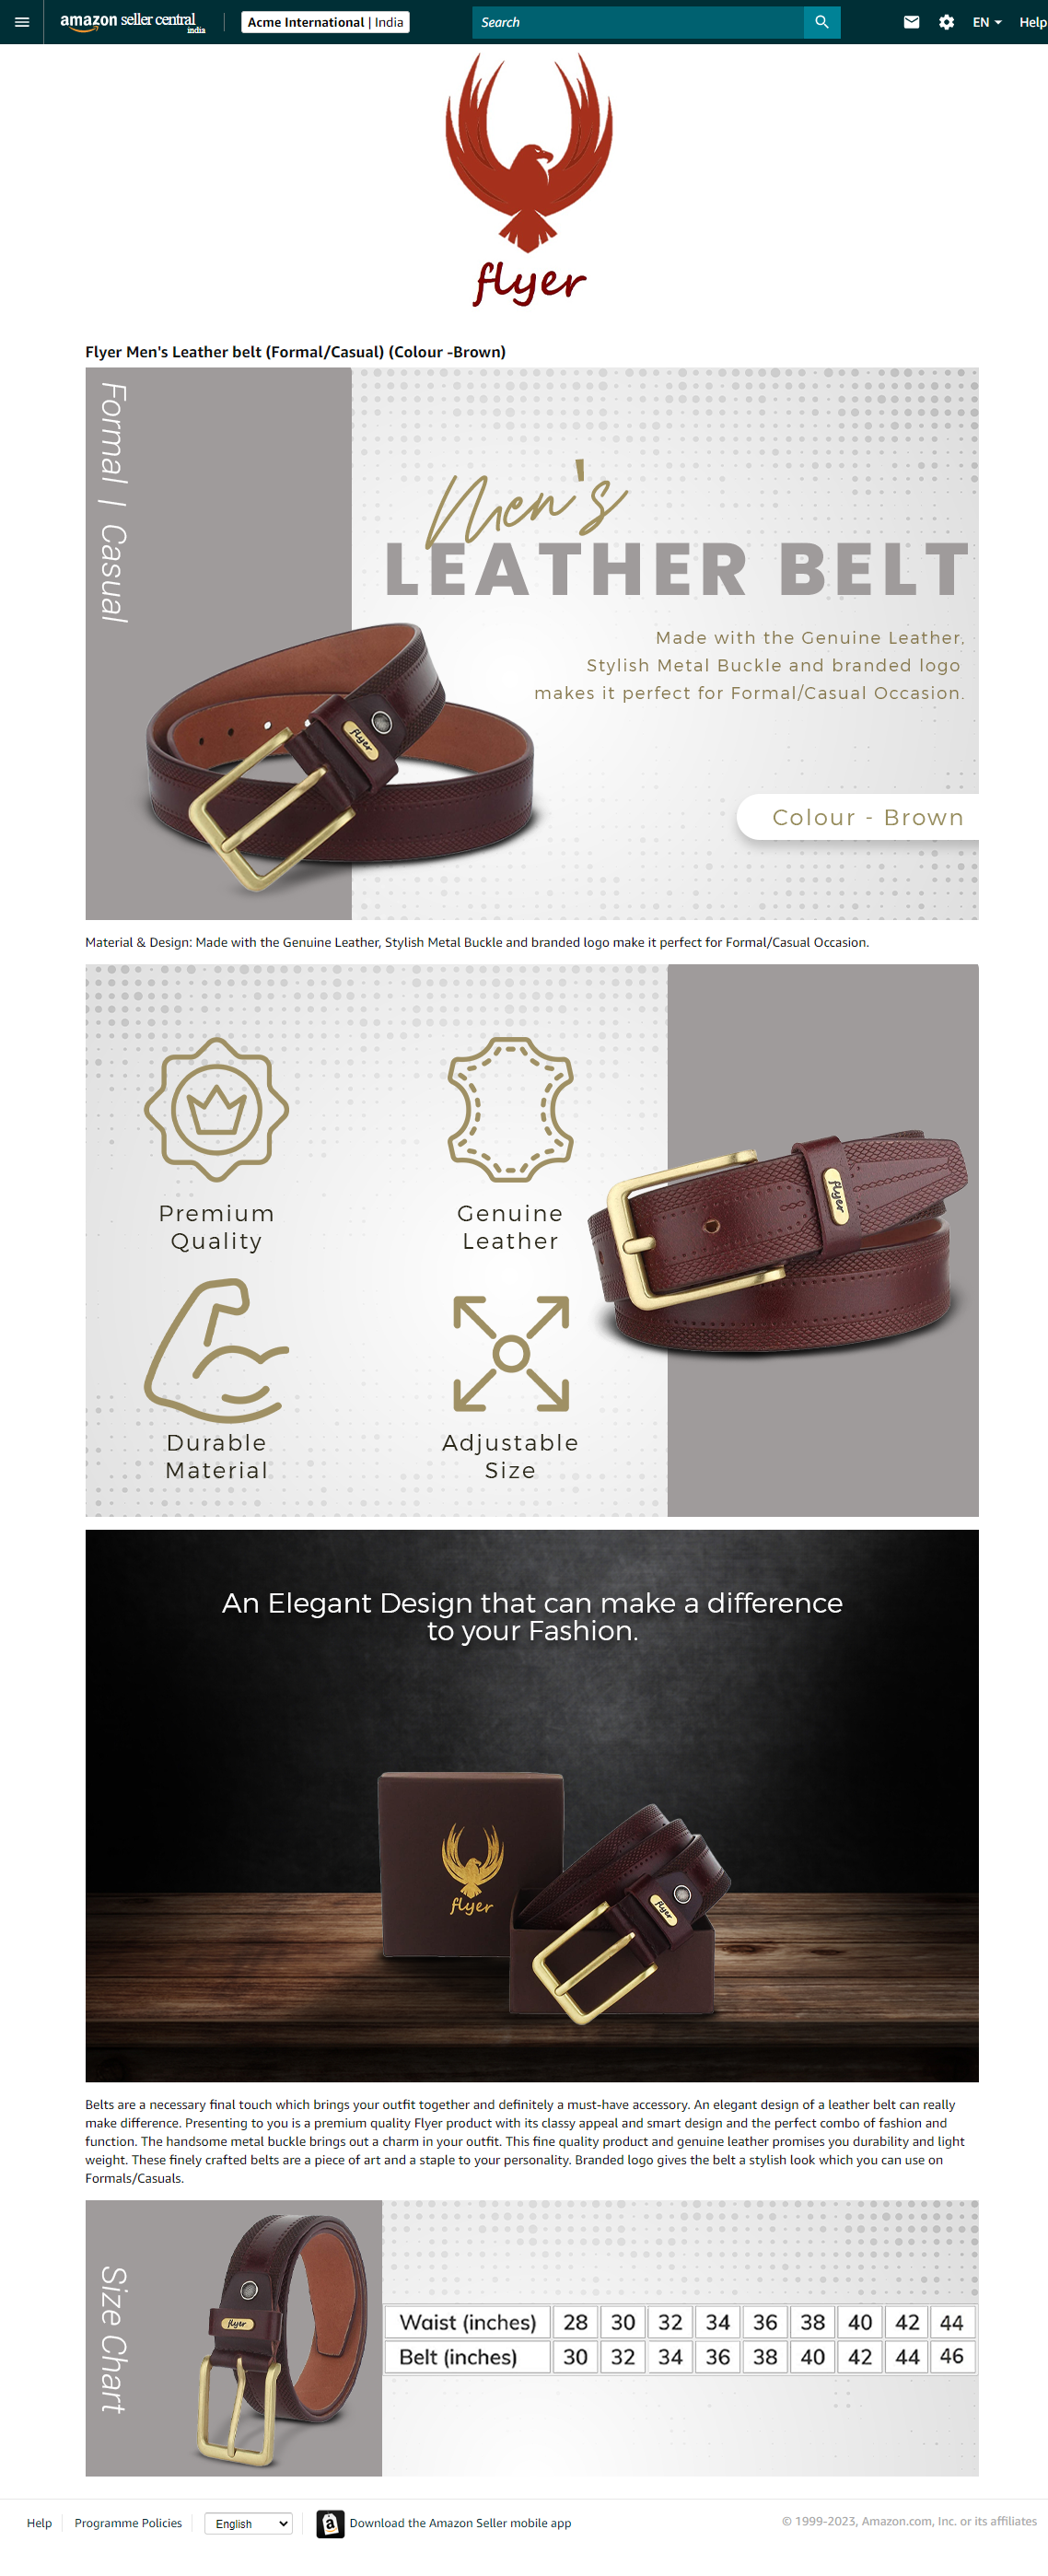 amazon seller central
india
Acme International | India
Search
EN
Help
flyer
Flyer Men's Leather belt (Formal/Casual) (Colour -Brown)
Formal | Casual
Men's
LEATHER BELT
Made with the Genuine Leather,
Stylish Metal Buckle and branded logo
makes it perfect for Formal/Casual Occasion.
flyer
Colour - Brown
Material & Design: Made with the Genuine Leather, Stylish Metal Buckle and branded logo make it perfect for Formal/Casual Occasion.
Premium
Quality
Genuine
Leather
flyer
Durable
Material
Adjustable
Size
An Elegant Design that can make a difference
to your Fashion.
flyer
flyer
Belts are a necessary final touch which brings your outfit together and definitely a must-have accessory. An elegant design of a leather belt can really
make difference. Presenting to you is a premium quality Flyer product with its classy appeal and smart design and the perfect combo of fashion and
function. The handsome metal buckle brings out a charm in your outfit. This fine quality product and genuine leather promises you durability and light
weight. These finely crafted belts are a piece of art and a staple to your personality. Branded logo gives the belt a stylish look which you can use on
Formals/Casuals.
Size Chart
flyer
Waist (inches) 28 30 32 34 36 38 40 42 44
Belt (inches) 30 32 34 36 38 40 42 44 46
Help
Programme Policies
English
a
Download the Amazon Seller mobile app
© 1999-2023, Amazon.com, Inc. or its affiliates